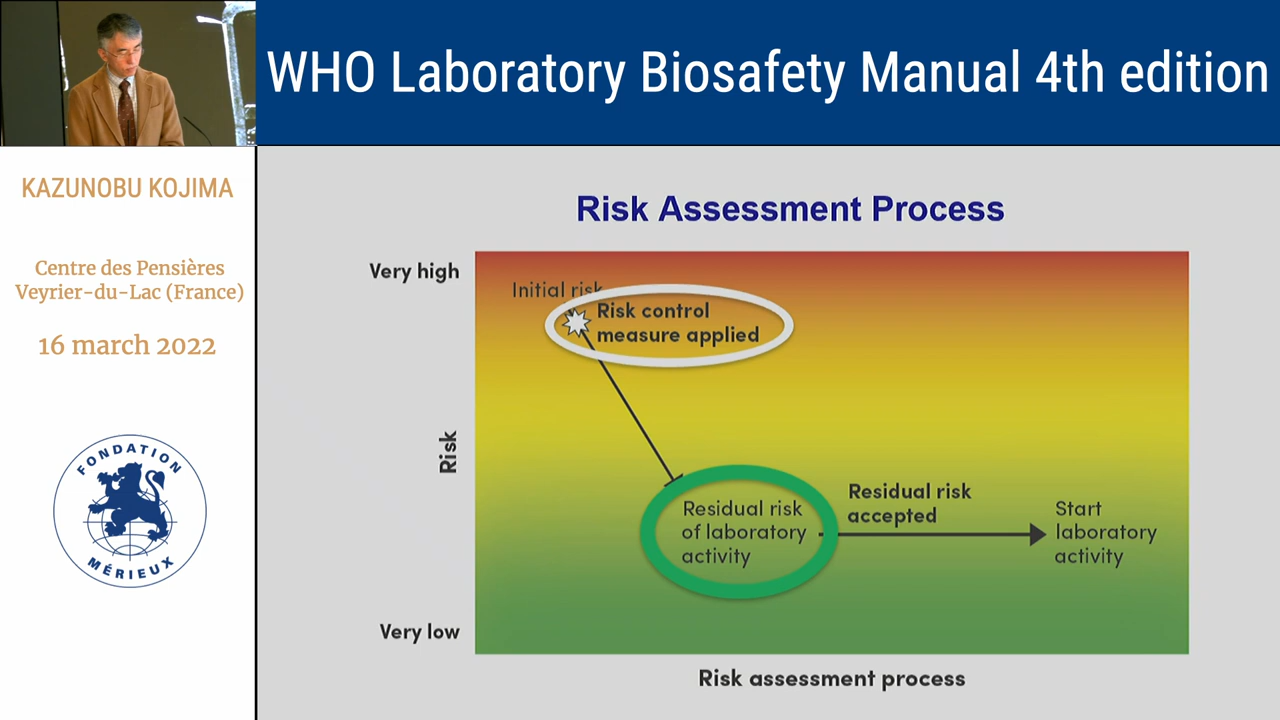 WHO Laboratory Biosafety Manual 4th edition
KAZUNOBU KOJIMA
Centre des Pensières
Veyrier-du-Lac (France)
16 march 2022
FONDATION
MÉRIEUX
Risk Assessment Process
Very high
Risk
Very low
Initial risk
Risk control
measure applied
Residual risk
of laboratory
activity
Residual risk
accepted
Start
laboratory
activity
Risk assessment process